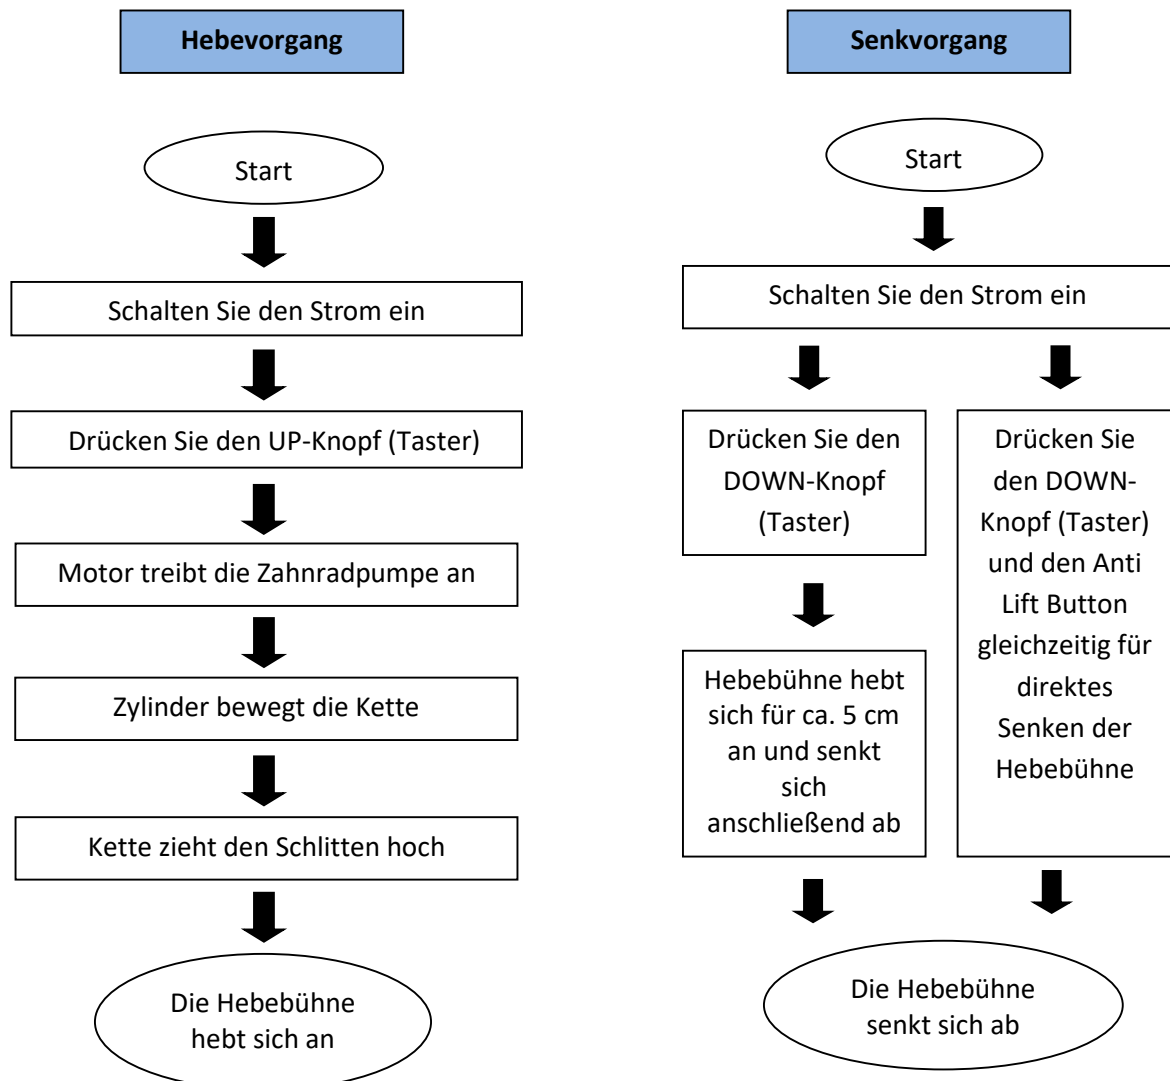 Hebevorgang
Start
Schalten Sie den Strom ein
Drücken Sie den UP-Knopf (Taster)
Motor treibt die Zahnradpumpe an
Zylinder bewegt die Kette
Kette zieht den Schlitten hoch
Die Hebebühne
hebt sich an
Senkvorgang
Start
Schalten Sie den Strom ein
Drücken Sie den
DOWN-Knopf
(Taster)
Hebebühne hebt
sich für ca. 5 cm
an und senkt
sich
anschließend ab
Drücken Sie
den DOWN-
Knopf (Taster)
und den Anti
Lift Button
gleichzeitig für
direktes
Senken der
Hebebühne
Die Hebebühne
senkt sich ab